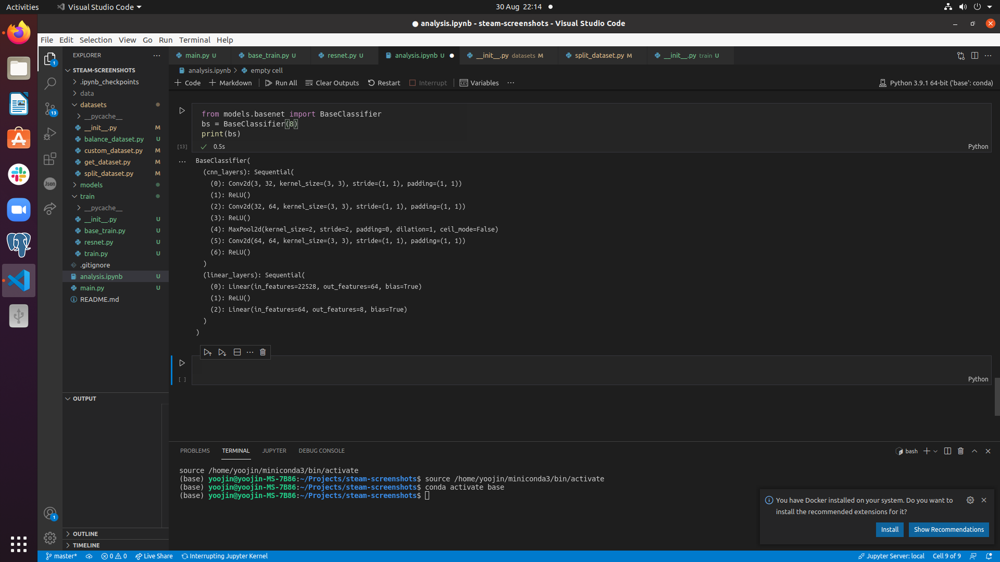 Activities
Visual Studio Code
30 Aug 22:14
analysis.ipynb - steam-screenshots - Visual Studio Code
File Edit Selection View Go Run Terminal Help
EXPLORER
main.py U
base_train.py U
resnet.py U
analysis.ipynb U
__init__.py datasets M
split_dataset.py M
__init__.py train U
analysis.ipynb > empty cell
Code
Markdown
Run All
Clear Outputs
Restart
Interrupt
Variables
Python 3.9.1 64-bit ('base': conda)
1
13
Json
STEAM-SCREENSHOTS
.ipynb_checkpoints
data
datasets
__pycache__
__init__.py M
balance_dataset.py U
custom_dataset.py M
get_dataset.py M
split_dataset.py M
models
train
__pycache__
__init__.py U
base_train.py U
resnet.py U
train.py U
.gitignore
analysis.ipynb U
main.py U
README.md
OUTPUT
OUTLINE
TIMELINE
1
from models.basenet import BaseClassifier
bs = BaseClassifier(8)
print(bs)
[13]
0.5s
Python
BaseClassifier(
(cnn_layers): Sequential(
(0): Conv2d(3, 32, kernel_size=(3, 3), stride=(1, 1), padding=(1, 1))
(1): ReLU()
(2): Conv2d(32, 64, kernel_size=(3, 3), stride=(1, 1), padding=(1, 1))
(3): ReLU()
(4): MaxPool2d(kernel_size=2, stride=2, padding=0, dilation=1, ceil_mode=False)
(5): Conv2d(64, 64, kernel_size=(3, 3), stride=(1, 1), padding=(1, 1))
(6): ReLU()
)
(linear_layers): Sequential(
(0): Linear(in_features=22528, out_features=64, bias=True)
(1): ReLU()
(2): Linear(in_features=64, out_features=8, bias=True)
)
)
[ ]
Python
PROBLEMS TERMINAL JUPYTER DEBUG CONSOLE
bash
source /home/yoojin/miniconda3/bin/activate
(base) yoojin@yoojin-MS-7B86:~/Projects/steam-screenshots$ source /home/yoojin/miniconda3/bin/activate
(base) yoojin@yoojin-MS-7B86:~/Projects/steam-screenshots$ conda activate base
(base) yoojin@yoojin-MS-7B86:~/Projects/steam-screenshots$
You have Docker installed on your system. Do you want to
install the recommended extensions for it?
Install
Show Recommendations
master*
0 0
Live Share
Interrupting Jupyter Kernel
Jupyter Server: local
Cell 9 of 9